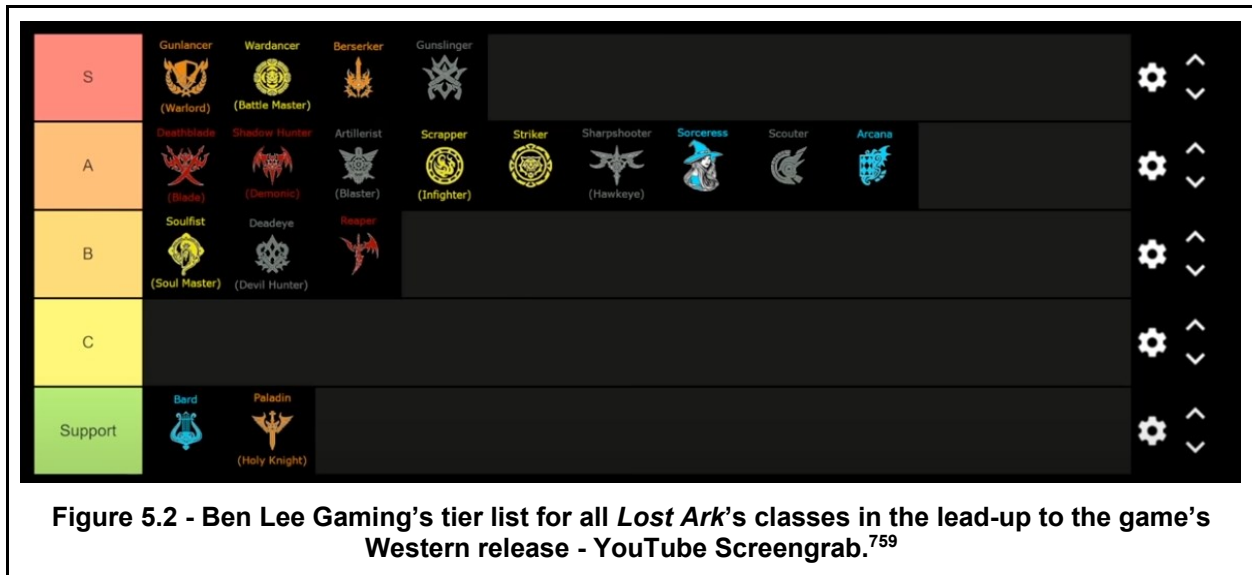 S
Gunlancer Wardancer Berserker Gunslinger
(Warlord) (Battle Master)
A
Deathblade Shadow Hunter Artillerist Scrapper Striker Sharpshooter Sorceress Scouter Arcana
(Blade) (Demonic) (Blaster) (Infighter) (Hawkeye)
B
Soulfist Deadeye Reaper
(Soul Master) (Devil Hunter)
C
Support
Bard Paladin
(Holy Knight)
Figure 5.2 - Ben Lee Gaming's tier list for all Lost Ark's classes in the lead-up to the game's
Western release - YouTube Screengrab.759